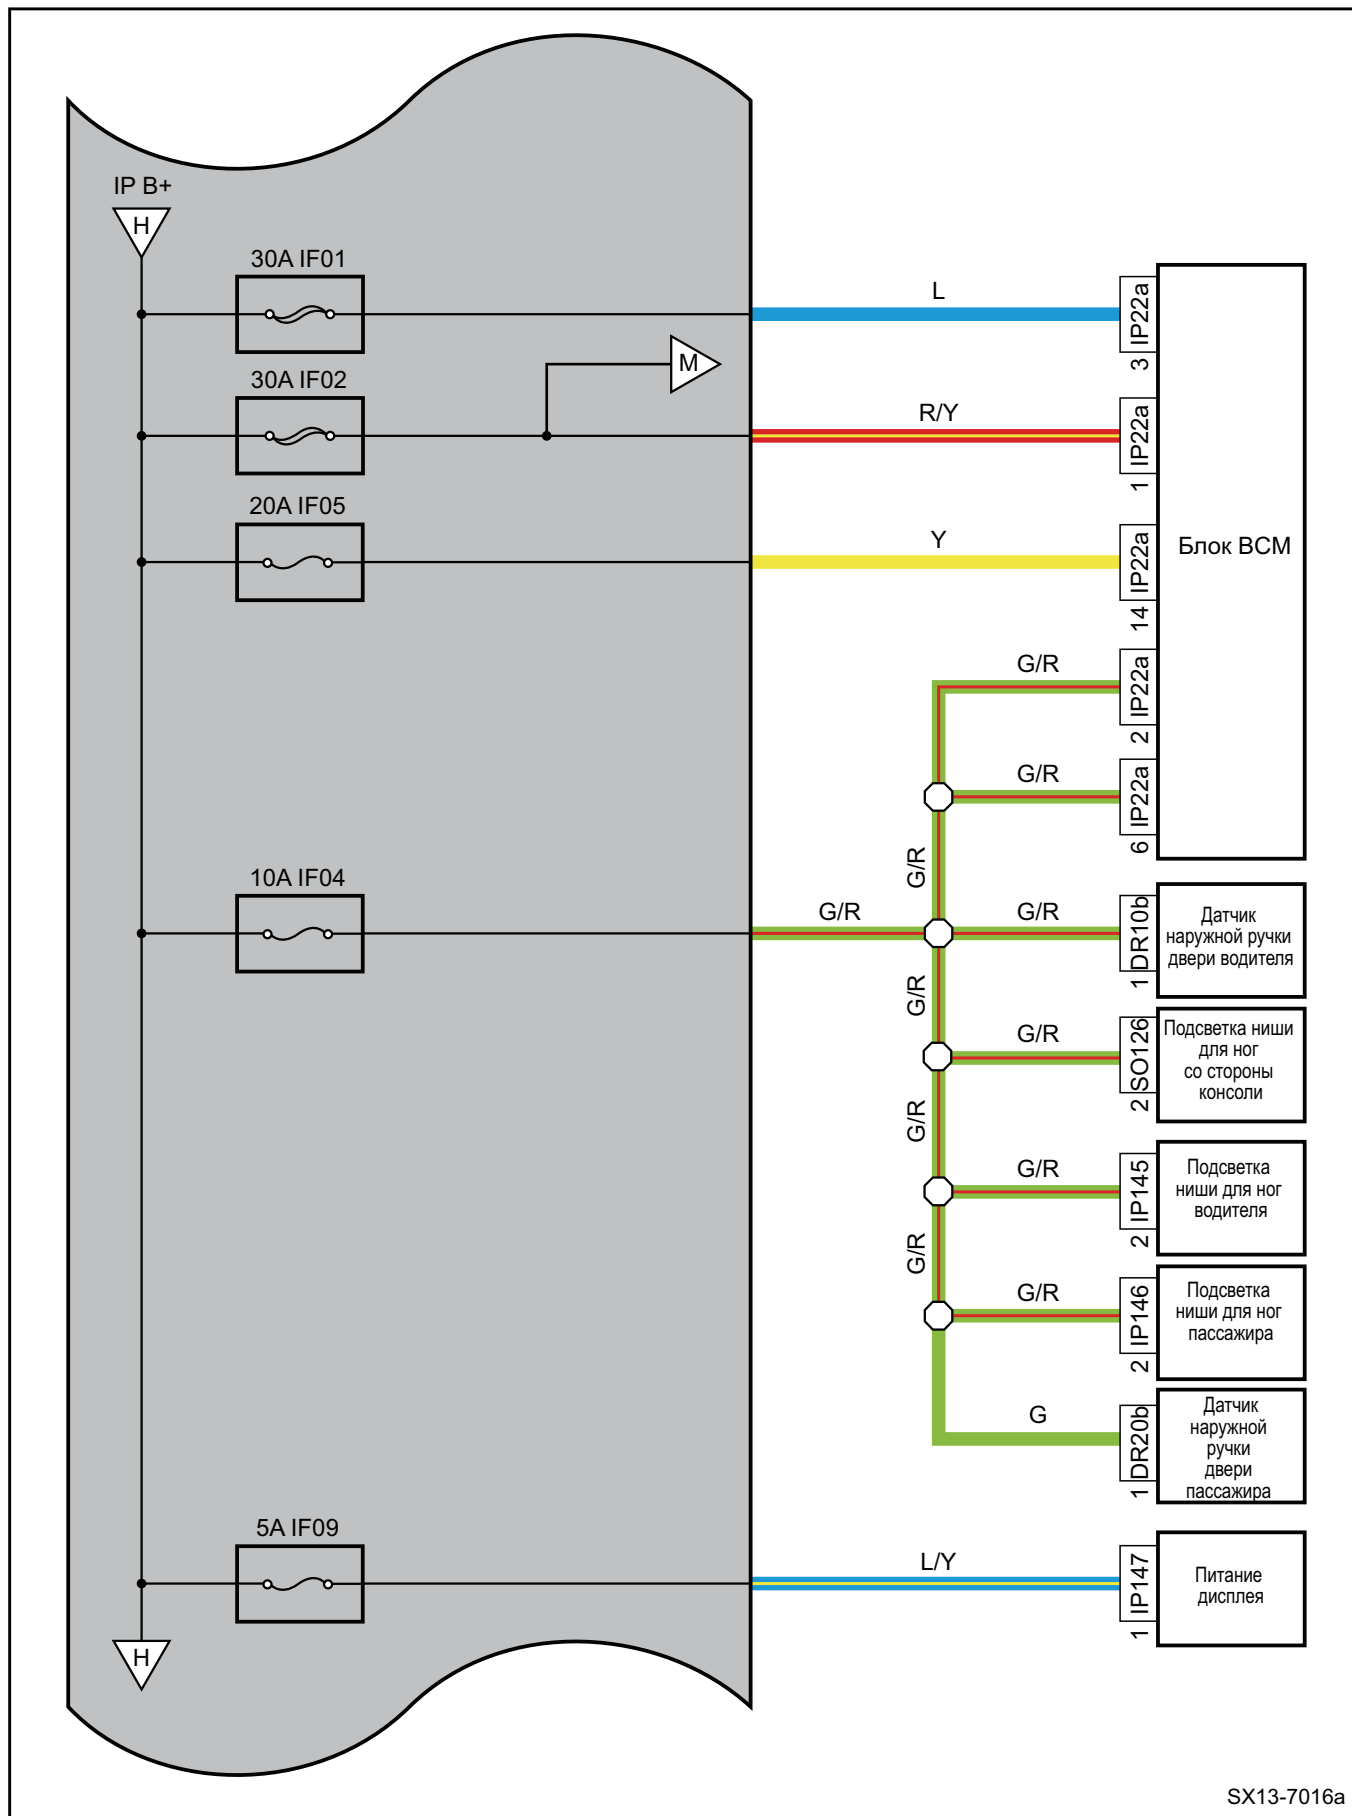 IP B+
H
30A IF01
L
3 IP22a
M
30A IF02
R/Y
1 IP22a
20A IF05
Y
14 IP22a
Блок BCM
G/R
2 IP22a
G/R
6 IP22a
G/R
10A IF04
G/R
G/R
1 DR10b
Датчик
наружной ручки
двери водителя
G/R
G/R
2 SO126
Подсветка ниши
для ног
со стороны
консоли
G/R
G/R
2 IP145
Подсветка
ниши для ног
водителя
G/R
G/R
2 IP146
Подсветка
ниши для ног
пассажира
G
1 DR20b
Датчик
наружной
ручки
двери
пассажира
5A IF09
L/Y
1 IP147
Питание
дисплея
H
SX13-7016a